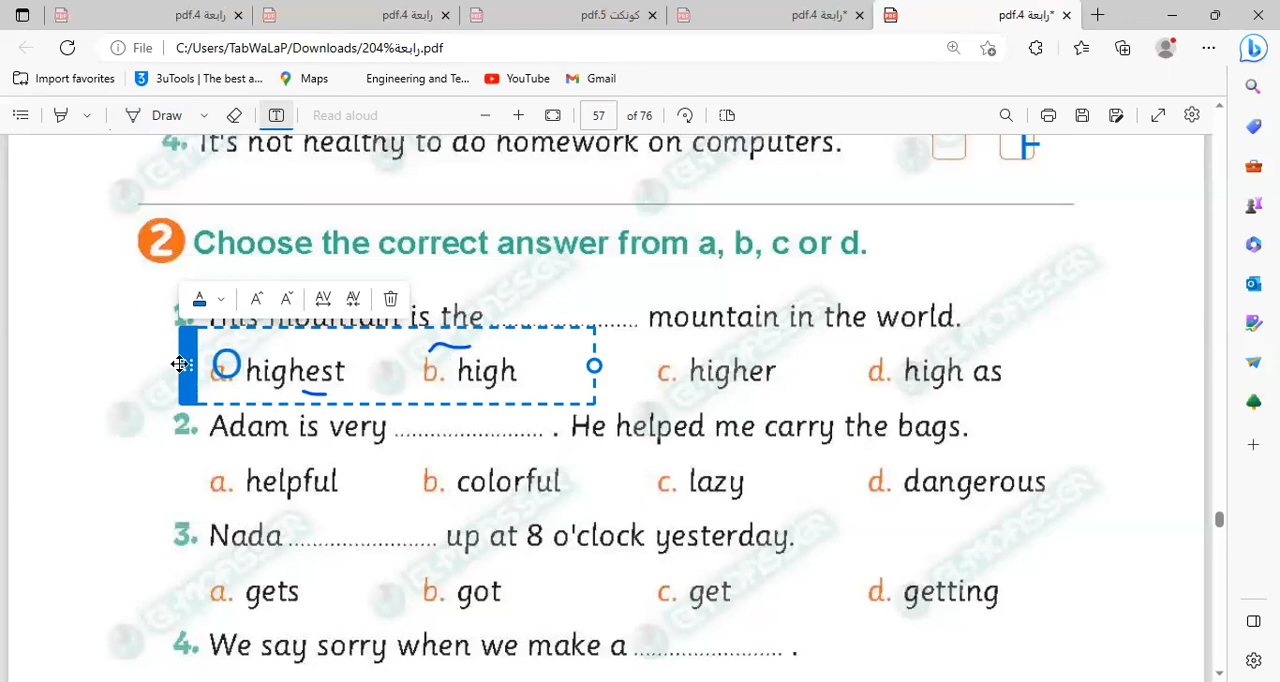 رابعة 4.pdf
رابعة 4.pdf
كونكت 5.pdf
*رابعة 4.pdf
*رابعة 4.pdf
File
C:/Users/TabWaLaP/Downloads/204%رابعة.pdf
Import favorites
3uTools | The best a...
Maps
Engineering and Te...
YouTube
Gmail
Draw
Read aloud
57 of 76
4. It's not healthy to do homework on computers.
2 Choose the correct answer from a, b, c or d.
1. This mountain is the ........................ mountain in the world.
a. highest b. high c. higher d. high as
2. Adam is very ........................ . He helped me carry the bags.
a. helpful b. colorful c. lazy d. dangerous
3. Nada ........................ up at 8 o'clock yesterday.
a. gets b. got c. get d. getting
4. We say sorry when we make a ........................ .